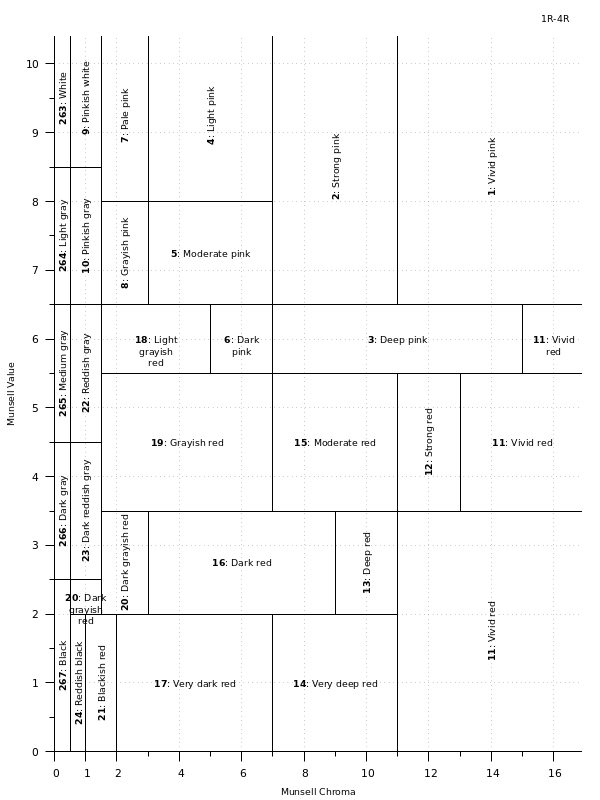 1R-4R
10
9
8
7
6
5
4
3
2
1
0
Munsell Value
263: White
9: Pinkish white
7: Pale pink
4: Light pink
2: Strong pink
1: Vivid pink
264: Light gray
10: Pinkish gray
8: Grayish pink
5: Moderate pink
265: Medium gray
22: Reddish gray
18: Light
grayish
red
6: Dark
pink
3: Deep pink
11: Vivid
red
19: Grayish red
15: Moderate red
12: Strong red
11: Vivid red
266: Dark gray
23: Dark reddish gray
20: Dark grayish red
16: Dark red
13: Deep red
11: Vivid red
20: Dark
grayish
red
267: Black
24: Reddish black
21: Blackish red
17: Very dark red
14: Very deep red
0 1 2 4 6 8 10 12 14 16
Munsell Chroma